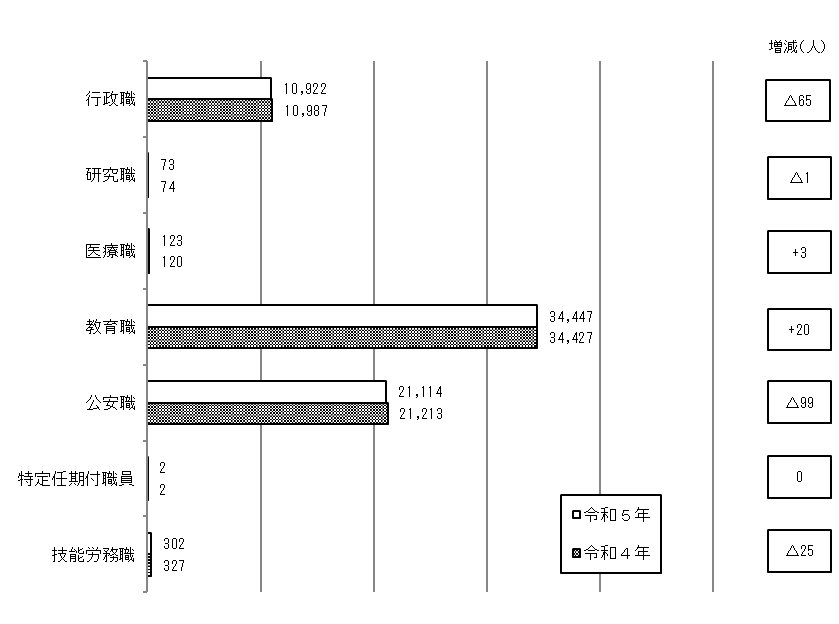 増減(人)
行政職
10,922
10,987
△65
研究職
73
74
△1
医療職
123
120
+3
教育職
34,447
34,427
+20
公安職
21,114
21,213
△99
特定任期付職員
2
2
0
技能労務職
302
327
△25
令和５年
令和４年